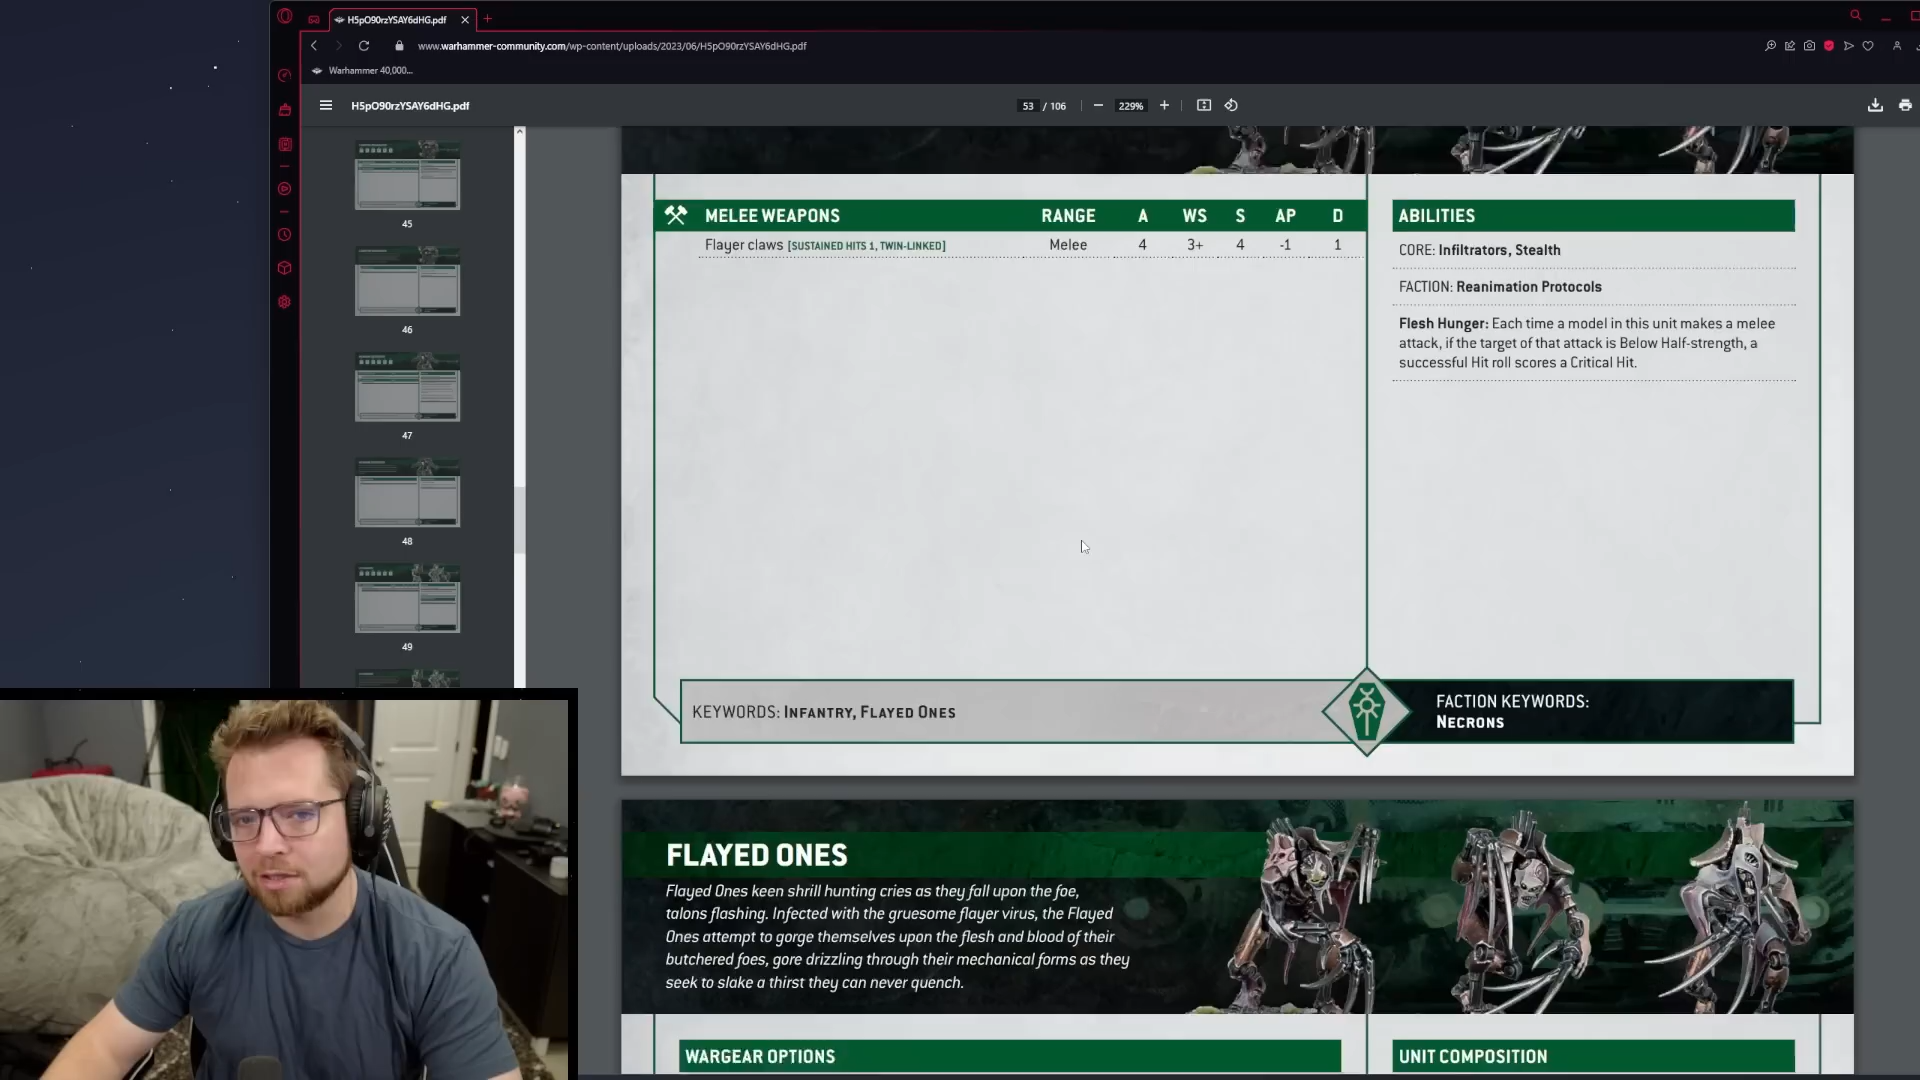 H5pO90rzYSAY6dHG.pdf
www.warhammer-community.com/wp-content/uploads/2023/06/H5pO90rzYSAY6dHG.pdf
Warhammer 40,000...
H5pO90rzYSAY6dHG.pdf
53 / 106
229%
45
46
47
48
49
MELEE WEAPONS RANGE A WS S AP D
Flayer claws [SUSTAINED HITS 1, TWIN-LINKED] Melee 4 3+ 4 -1 1
ABILITIES
CORE: Infiltrators, Stealth
FACTION: Reanimation Protocols
Flesh Hunger: Each time a model in this unit makes a melee
attack, if the target of that attack is Below Half-strength, a
successful Hit roll scores a Critical Hit.
KEYWORDS: INFANTRY, FLAYED ONES
FACTION KEYWORDS:
NECRONS
FLAYED ONES
Flayed Ones keen shrill hunting cries as they fall upon the foe,
talons flashing. Infected with the gruesome flayer virus, the Flayed
Ones attempt to gorge themselves upon the flesh and blood of their
butchered foes, gore drizzling through their mechanical forms as they
seek to slake a thirst they can never quench.
WARGEAR OPTIONS
UNIT COMPOSITION